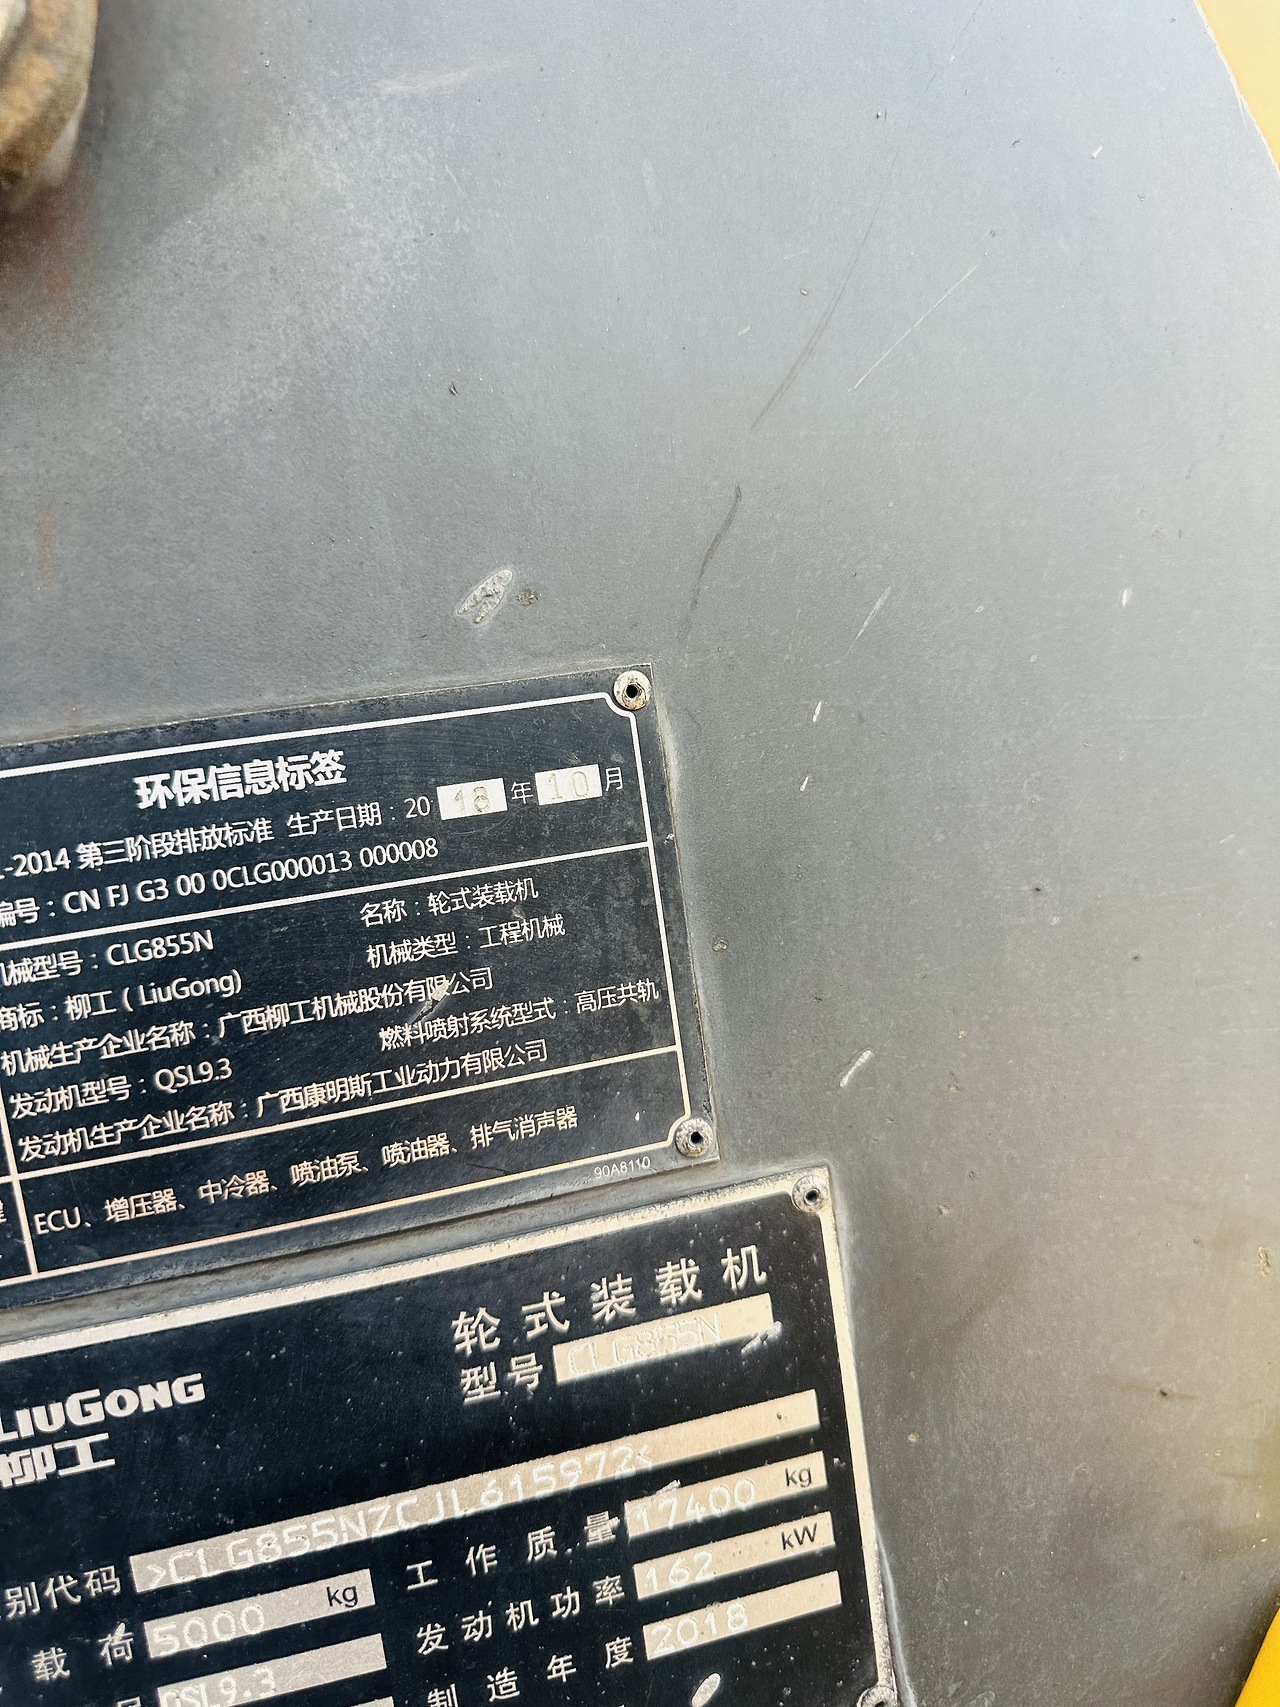 环保信息标签
-2014 第三阶段排放标准 生产日期：2018年10月
编号：CN FJ G3 00 0CLG000013 000008
机械型号：CLG855N 名称：轮式装载机
商标：柳工（LiuGong） 机械类型：工程机械
机械生产企业名称：广西柳工机械股份有限公司
发动机型号：QSL9.3 燃料喷射系统型式：高压共轨
发动机生产企业名称：广西康明斯工业动力有限公司
ECU、增压器、中冷器、喷油泵、喷油器、排气消声器
90A8110
轮式装载机
LIUGONG 柳工
型号 CLG855N
别代码 >CLG855NZCJL615972<
载荷 5000 kg 工作质量 17400 kg
号 QSL9.3 发动机功率 162 kW
制造年度 2018